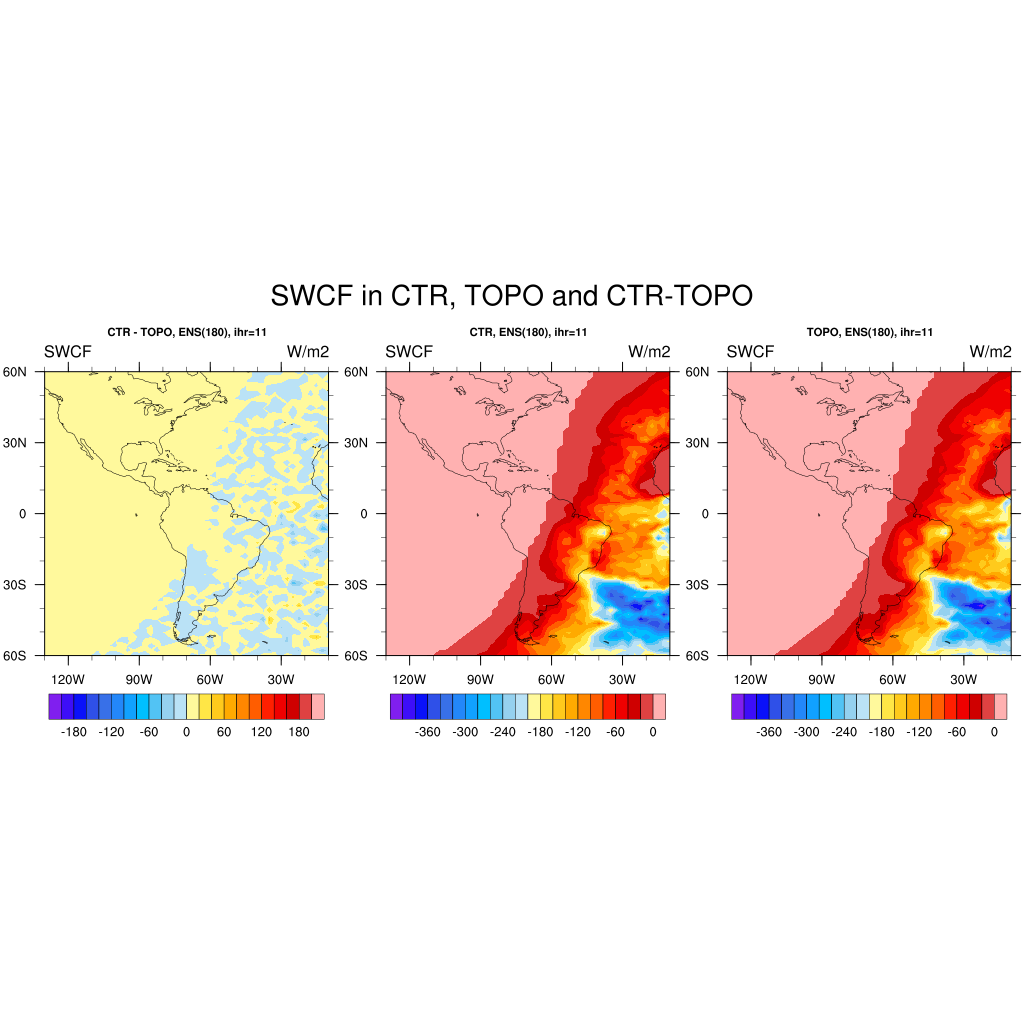 SWCF in CTR, TOPO and CTR-TOPO
CTR - TOPO, ENS(180), ihr=11
SWCF W/m2
60N
30N
0
30S
60S
120W 90W 60W 30W
-180 -120 -60 0 60 120 180
CTR, ENS(180), ihr=11
SWCF W/m2
60N
30N
0
30S
60S
120W 90W 60W 30W
-360 -300 -240 -180 -120 -60 0
TOPO, ENS(180), ihr=11
SWCF W/m2
60N
30N
0
30S
60S
120W 90W 60W 30W
-360 -300 -240 -180 -120 -60 0